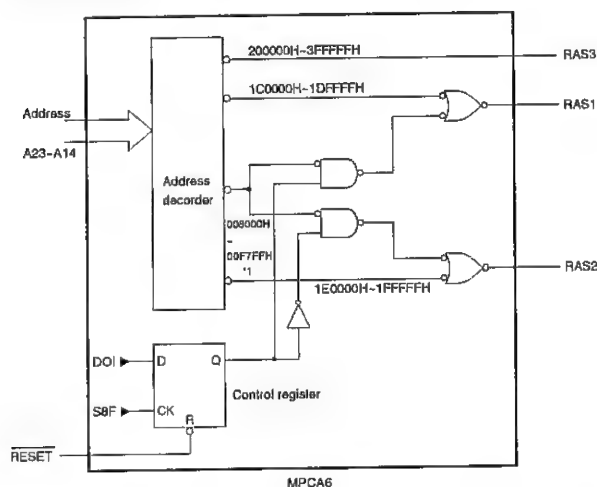 200000H~3FFFFFH
RAS3
1C0000H~1DFFFFH
RAS1
Address
A23-A14
Address
decorder
008000H
~
00F7FFH
*1
1E0000H~1FFFFFH
RAS2
DOI
D
Q
Control register
S8F
CK
R
RESET
MPCA6